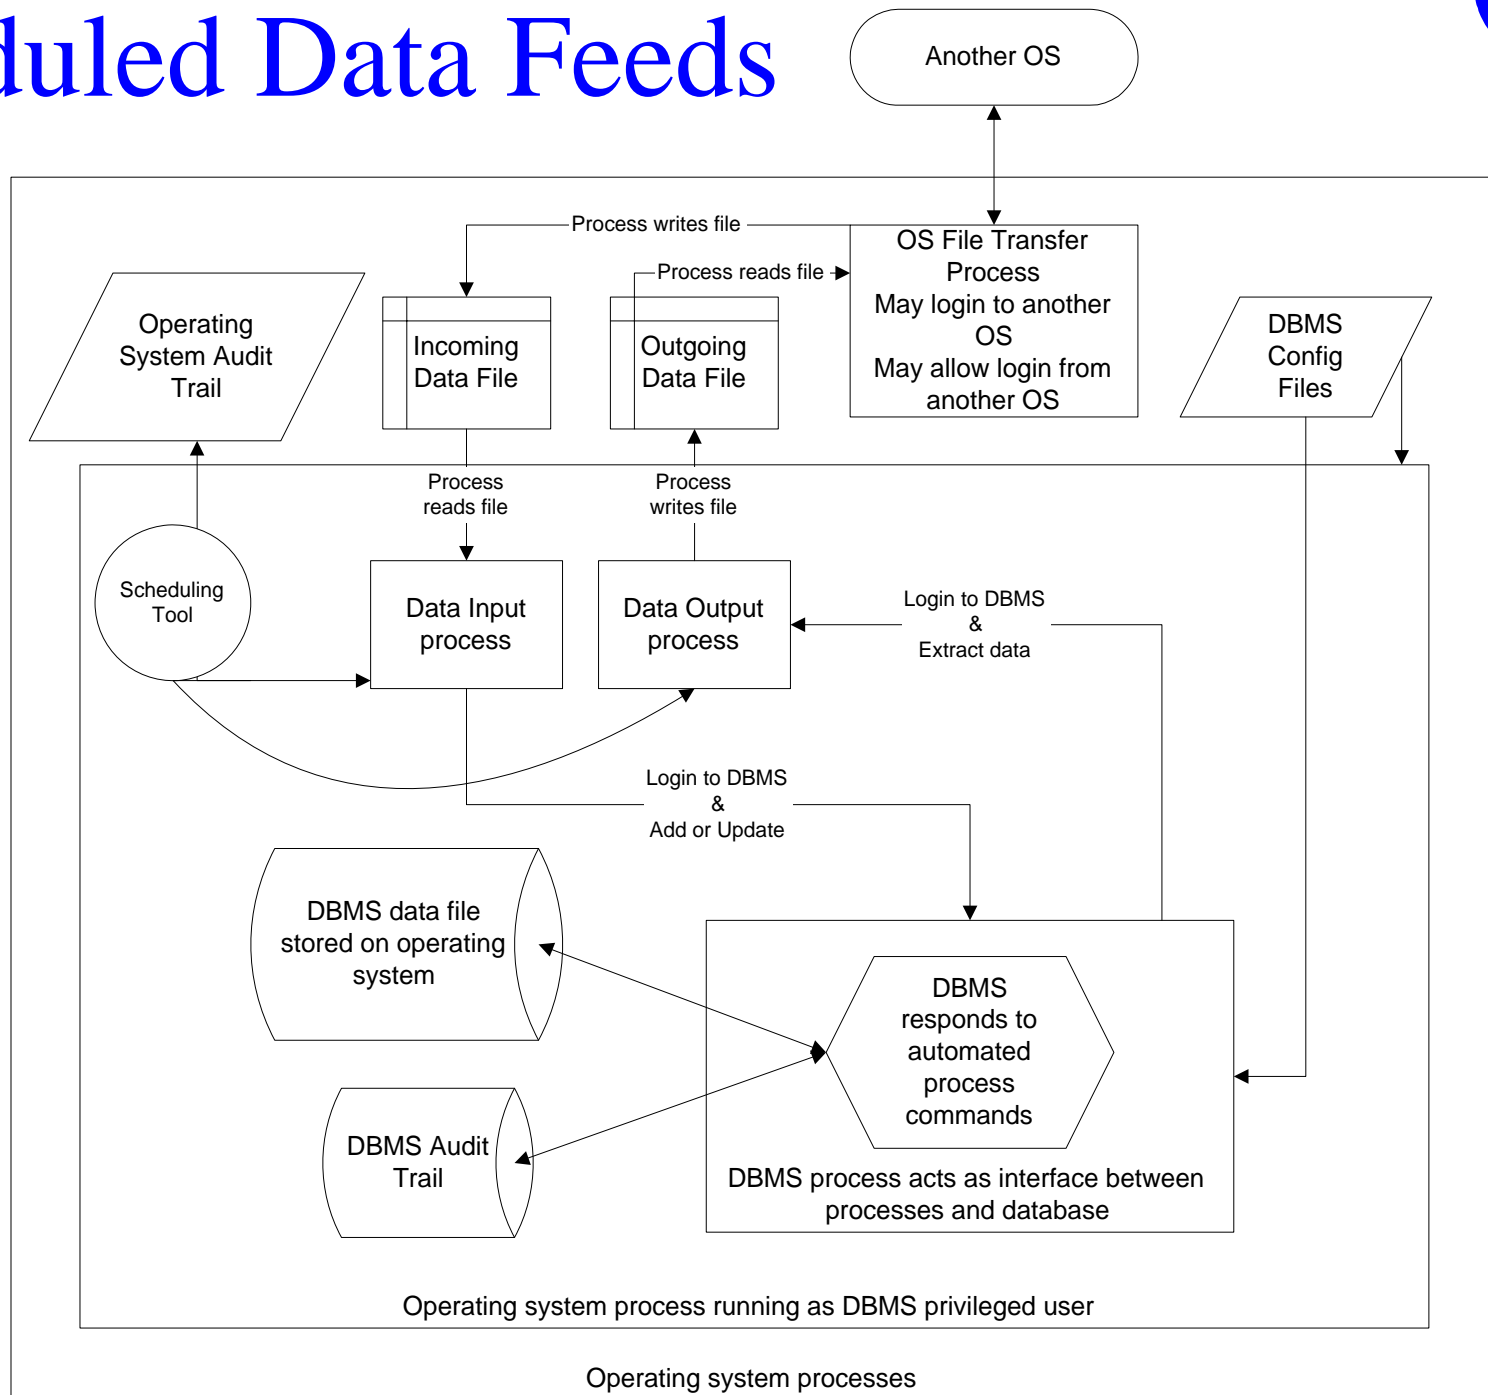 duled Data Feeds
Another OS
Process writes file
Process reads file
OS File Transfer
Process
May login to another
OS
May allow login from
another OS
Operating
System Audit
Trail
Incoming
Data File
Outgoing
Data File
DBMS
Config
Files
Process
reads file
Process
writes file
Scheduling
Tool
Data Input
process
Data Output
process
Login to DBMS
&
Extract data
Login to DBMS
&
Add or Update
DBMS data file
stored on operating
system
DBMS
responds to
automated
process
commands
DBMS Audit
Trail
DBMS process acts as interface between
processes and database
Operating system process running as DBMS privileged user
Operating system processes